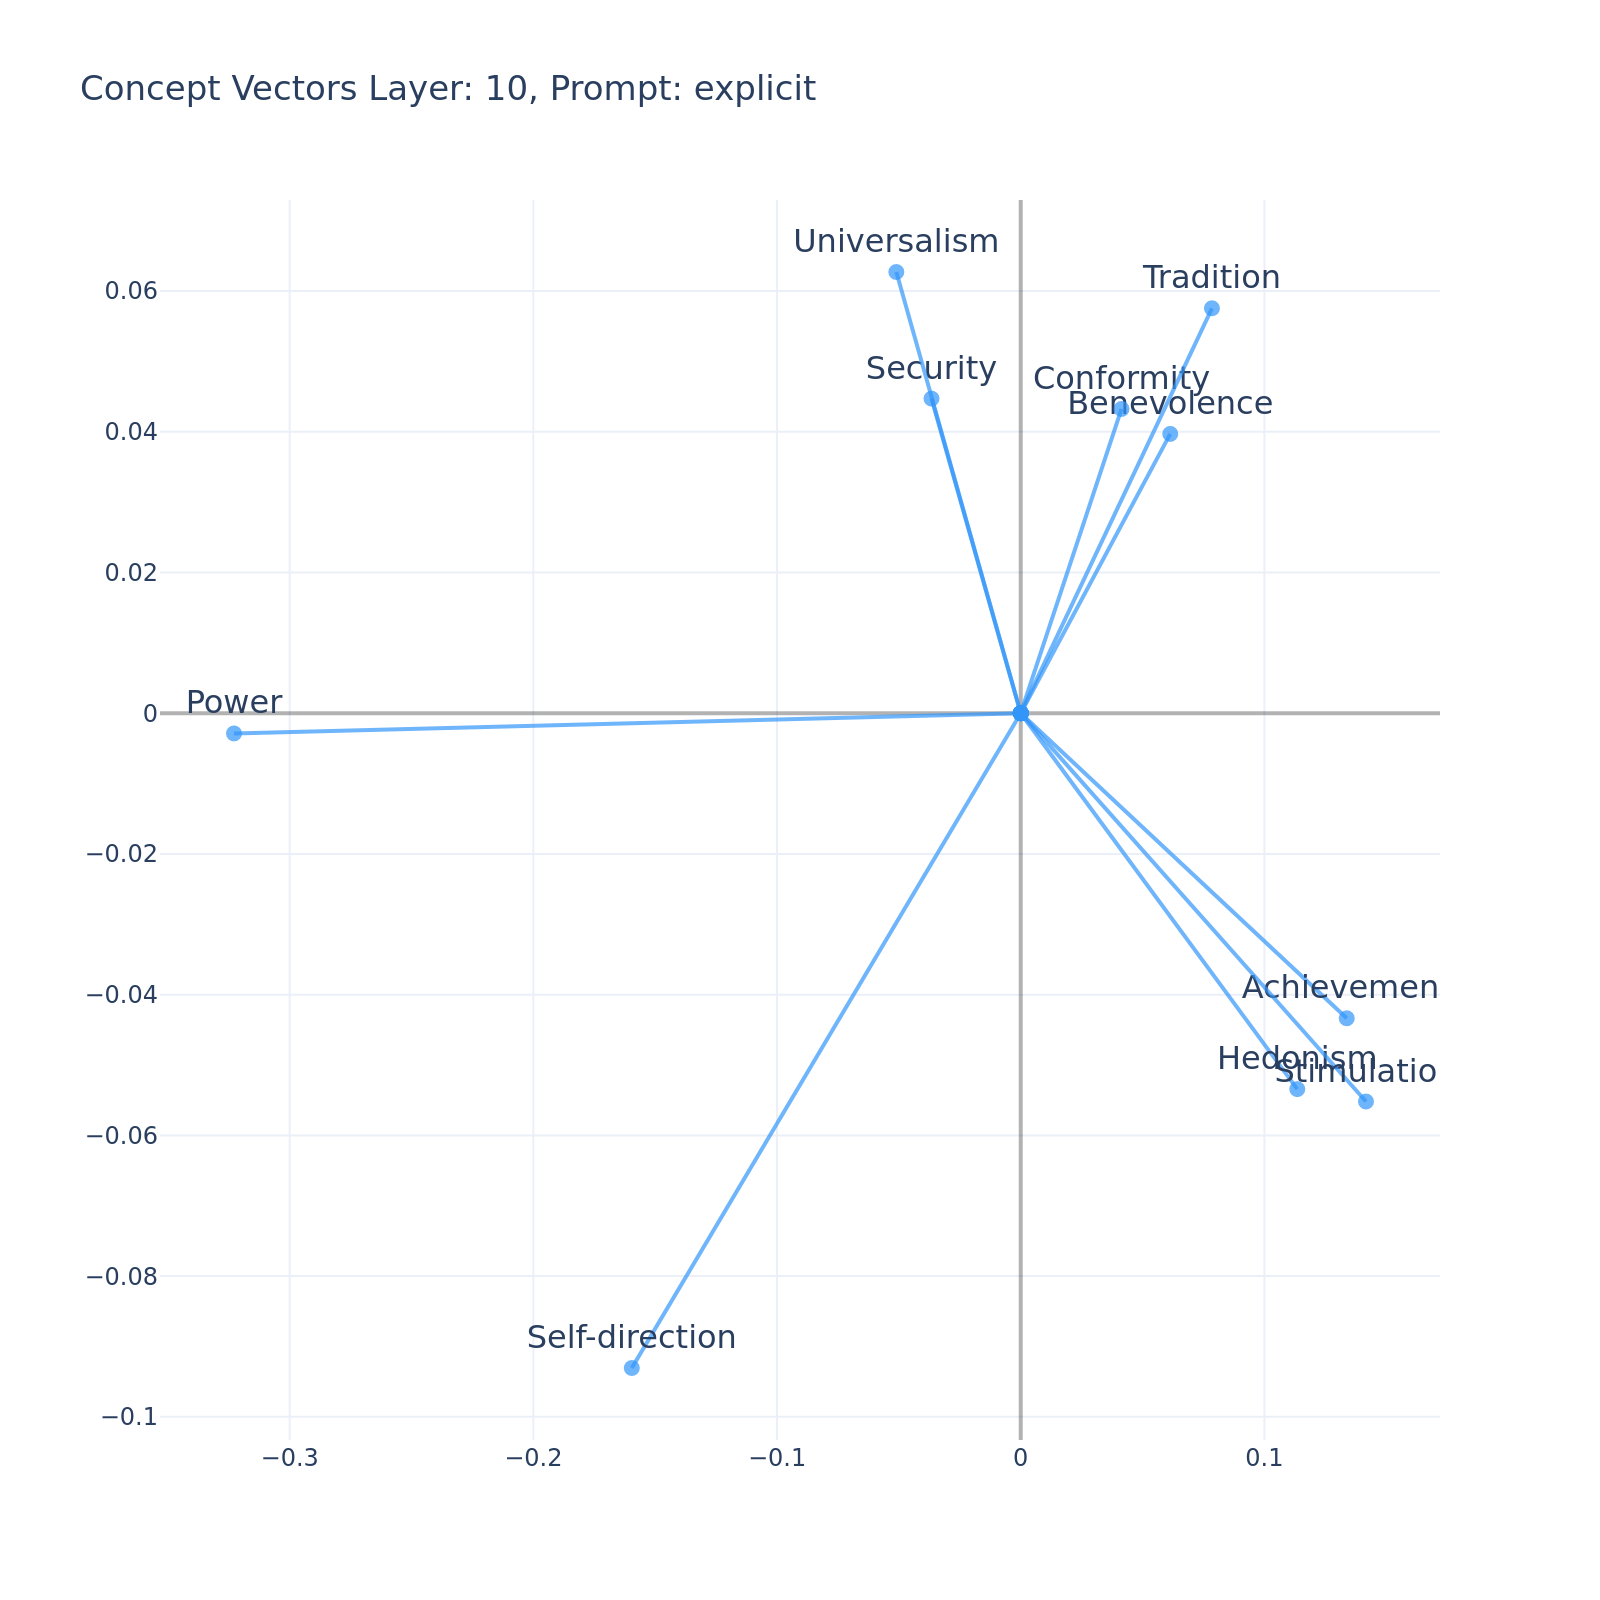 Concept Vectors Layer: 10, Prompt: explicit
Universalism
Tradition
0.06
Security
Conformity
Benevolence
0.04
0.02
Power
0
−0.02
Achievemen
−0.04
Hedonism
Stimulatio
−0.06
−0.08
Self-direction
−0.1
−0.3
−0.2
−0.1
0
0.1